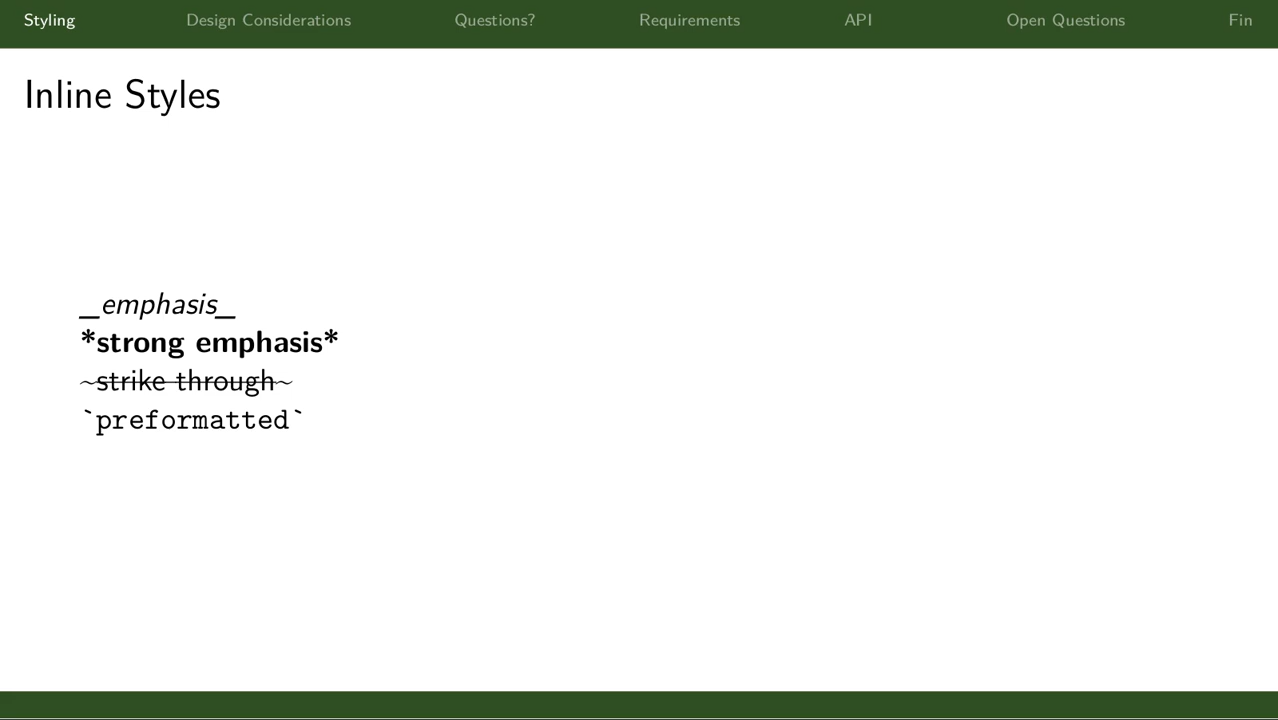 Styling Design Considerations Questions? Requirements API Open Questions Fin
Inline Styles
_emphasis_
*strong emphasis*
~strike through~
`preformatted`